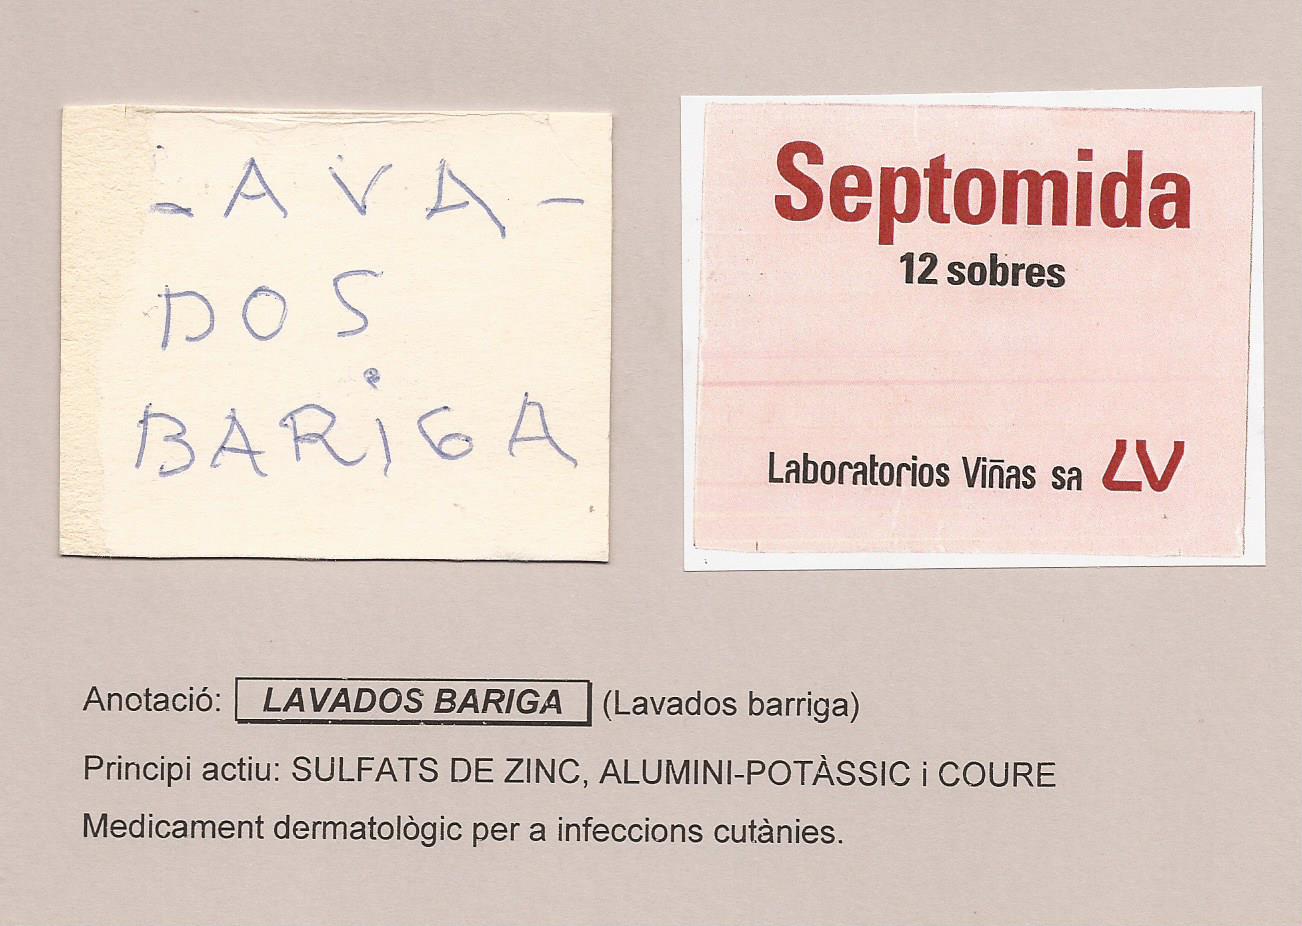 LAVA-
DOS
BARiGA
Septomida
12 sobres
Laboratorios Viñas sa LV
Anotació: LAVADOS BARIGA (Lavados barriga)
Principi actiu: SULFATS DE ZINC, ALUMINI-POTÀSSIC i COURE
Medicament dermatològic per a infeccions cutànies.